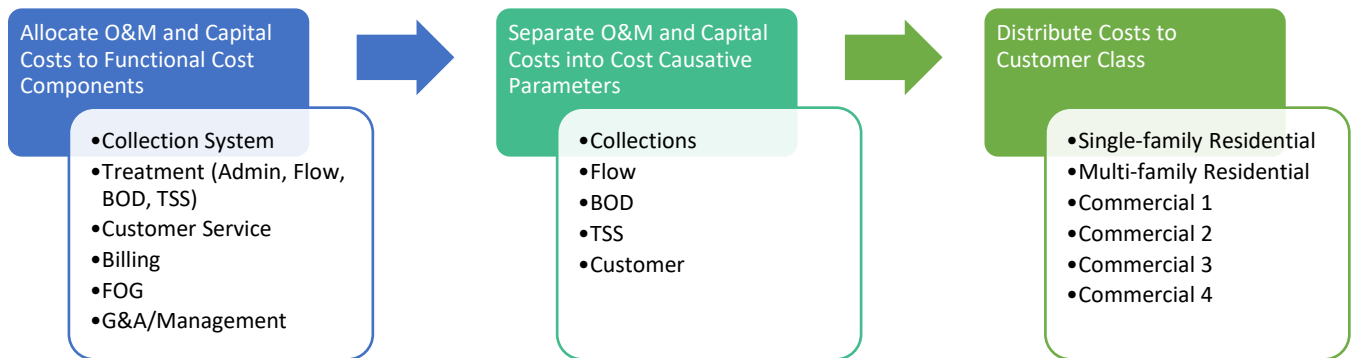 Allocate O&M and Capital
Costs to Functional Cost
Components
•Collection System
•Treatment (Admin, Flow,
BOD, TSS)
•Customer Service
•Billing
•FOG
•G&A/Management
Separate O&M and Capital
Costs into Cost Causative
Parameters
•Collections
•Flow
•BOD
•TSS
•Customer
Distribute Costs to
Customer Class
•Single-family Residential
•Multi-family Residential
•Commercial 1
•Commercial 2
•Commercial 3
•Commercial 4